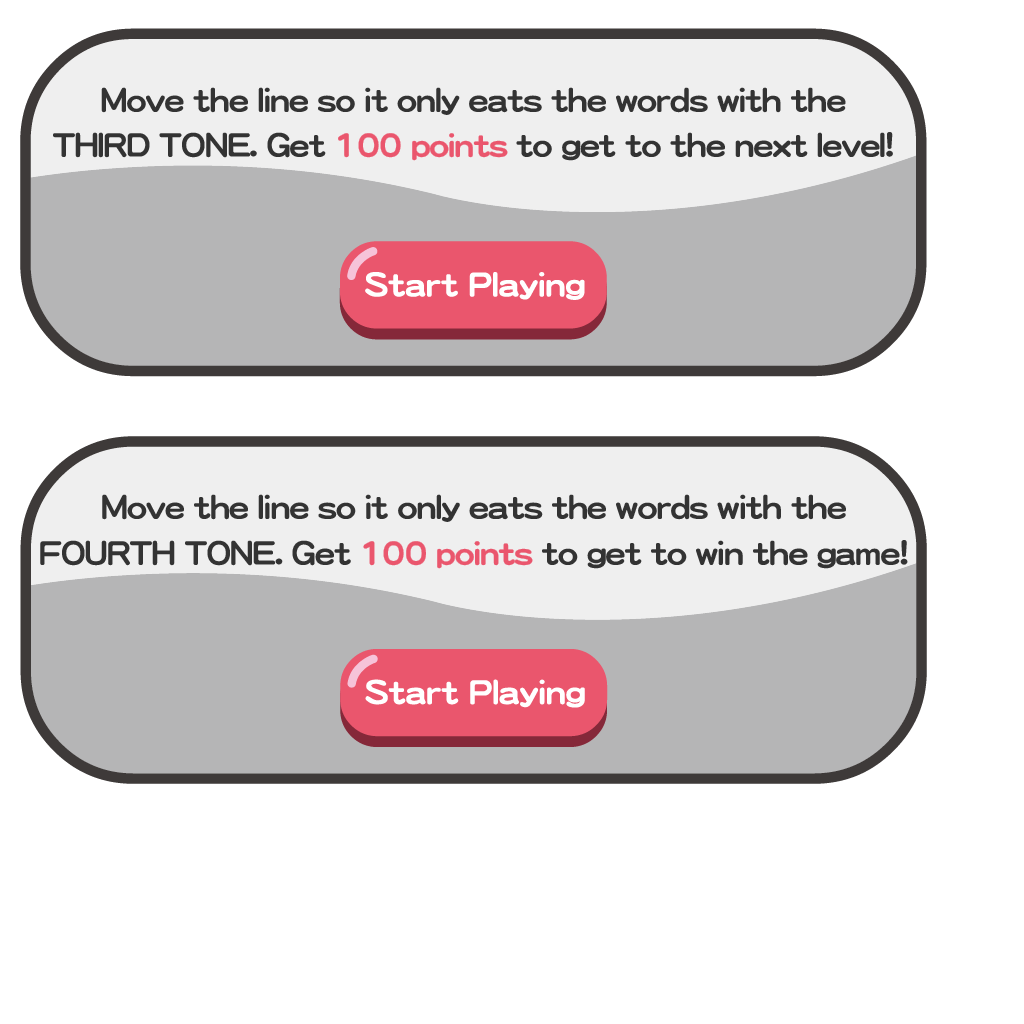 Move the line so it only eats the words with the
THIRD TONE. Get 100 points to get to the next level!
Start Playing
Move the line so it only eats the words with the
FOURTH TONE. Get 100 points to get to win the game!
Start Playing